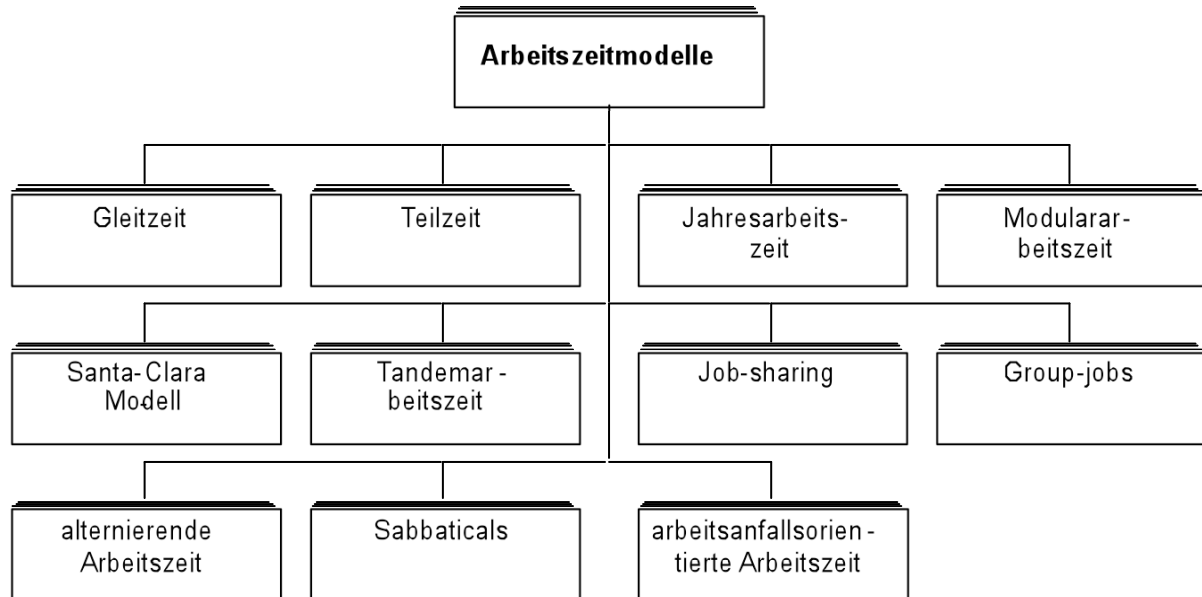 Arbeitszeitmodelle
Gleitzeit
Teilzeit
Jahresarbeits-
zeit
Modularar-
beitszeit
Santa-Clara
Modell
Tandemar-
beitszeit
Job-sharing
Group-jobs
alternierende
Arbeitszeit
Sabbaticals
arbeitsanfallsorien-
tierte Arbeitszeit